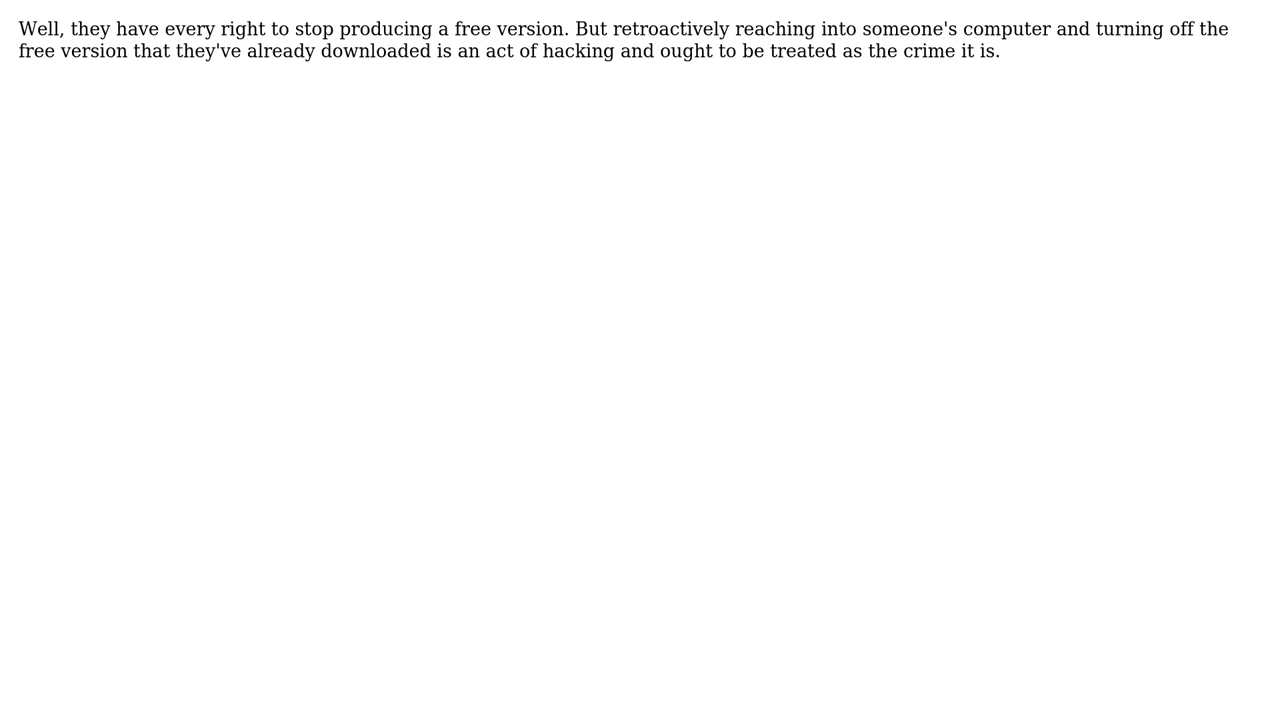 Well, they have every right to stop producing a free version. But retroactively reaching into someone's computer and turning off the
free version that they've already downloaded is an act of hacking and ought to be treated as the crime it is.